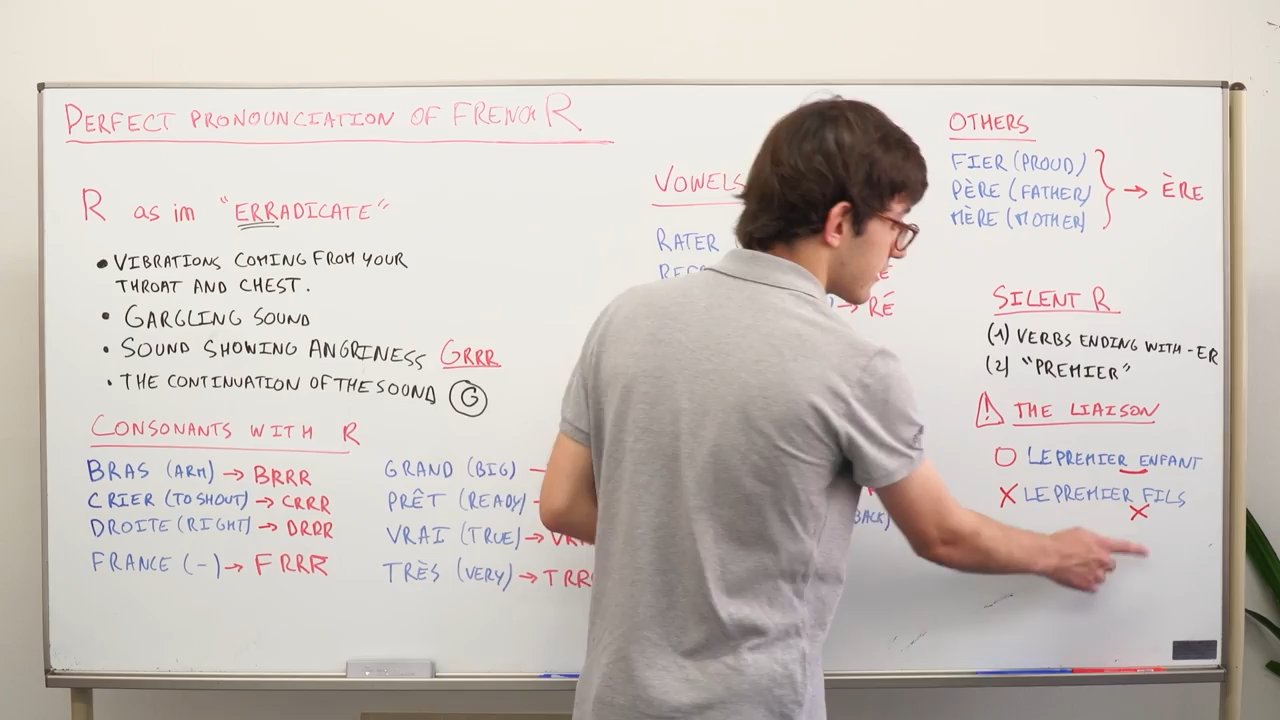 PERFECT PRONOUNCIATION OF FRENCH R
R as in "ERRADICATE"
• VIBRATIONS COMING FROM YOUR
THROAT AND CHEST.
• GARGLING SOUND
• SOUND SHOWING ANGRINESS GRRR
• THE CONTINUATION OF THE SOUND G
CONSONANTS WITH R
BRAS (ARM) → BRRR
CRIER (TO SHOUT) → CRRR
DROITE (RIGHT) → DRRR
FRANCE (-) → FRRR
GRAND (BIG)
PRÊT (READY)
VRAI (TRUE) →
TRÈS (VERY) → TRR
VOWELS
RATER (
→ RÉ
BACK)
OTHERS
FIER (PROUD)
PÈRE (FATHER)
MÈRE (MOTHER)
→ ÈRE
SILENT R
(1) VERBS ENDING WITH -ER
(2) "PREMIER"
! THE LIAISON
O LE PREMIER ENFANT
X LE PREMIER FILS
X